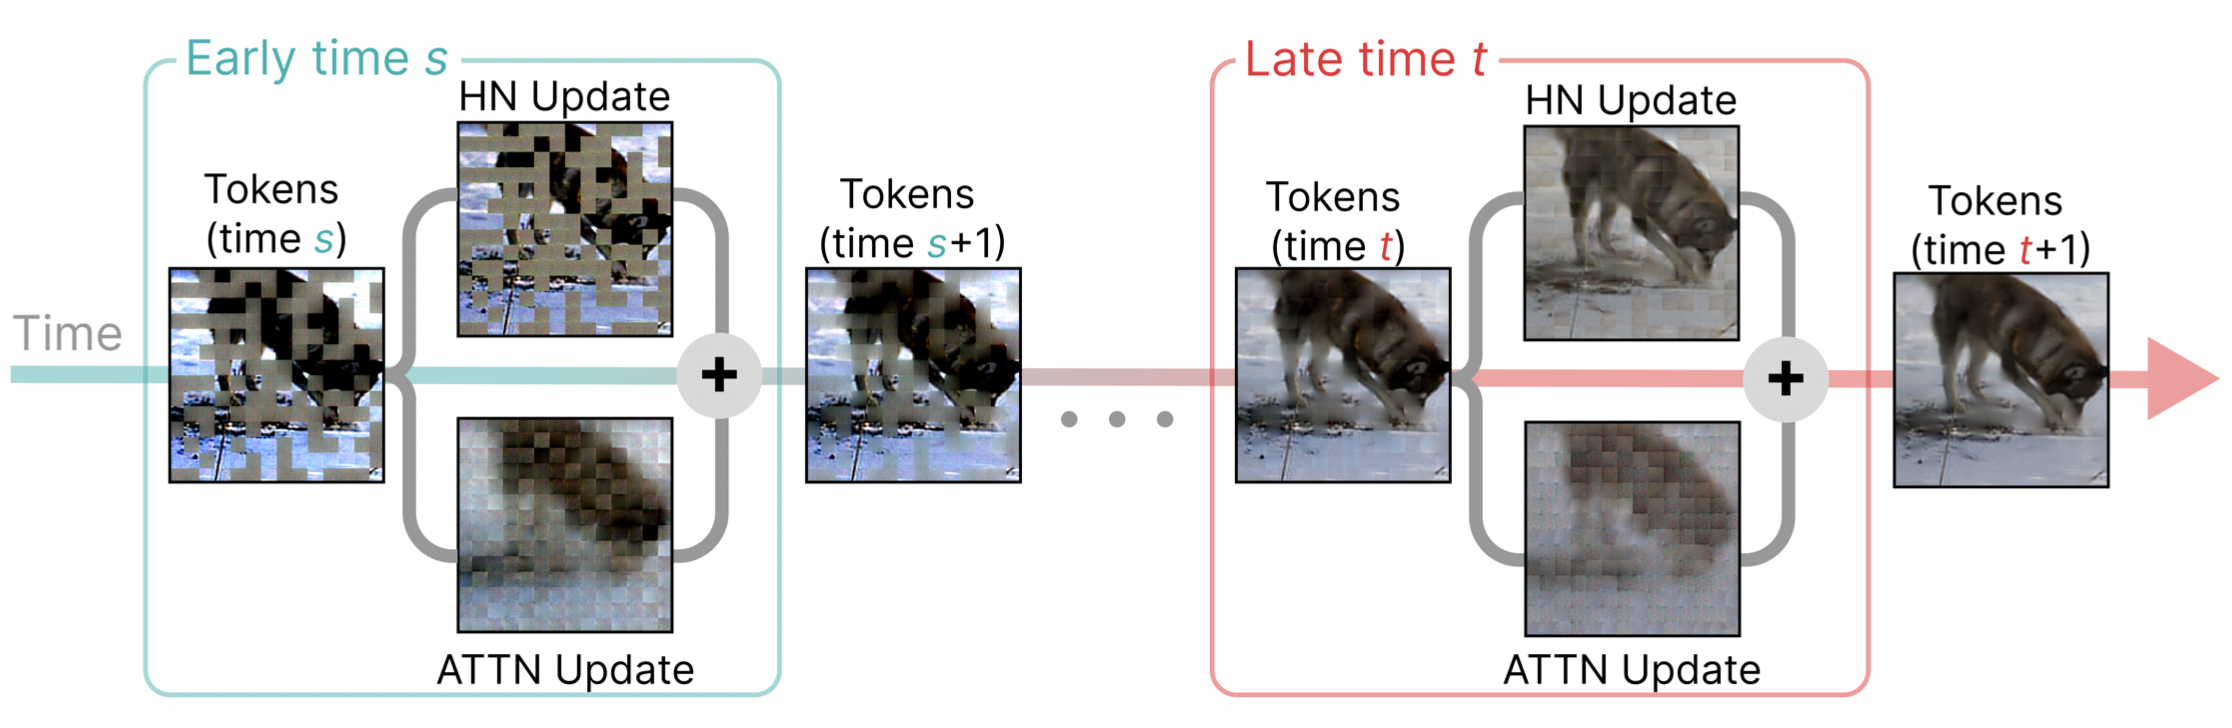 Early time s
Late time t
HN Update
HN Update
Tokens
(time s)
Tokens
(time s+1)
Tokens
(time t)
Tokens
(time t+1)
Time
+
+
ATTN Update
ATTN Update